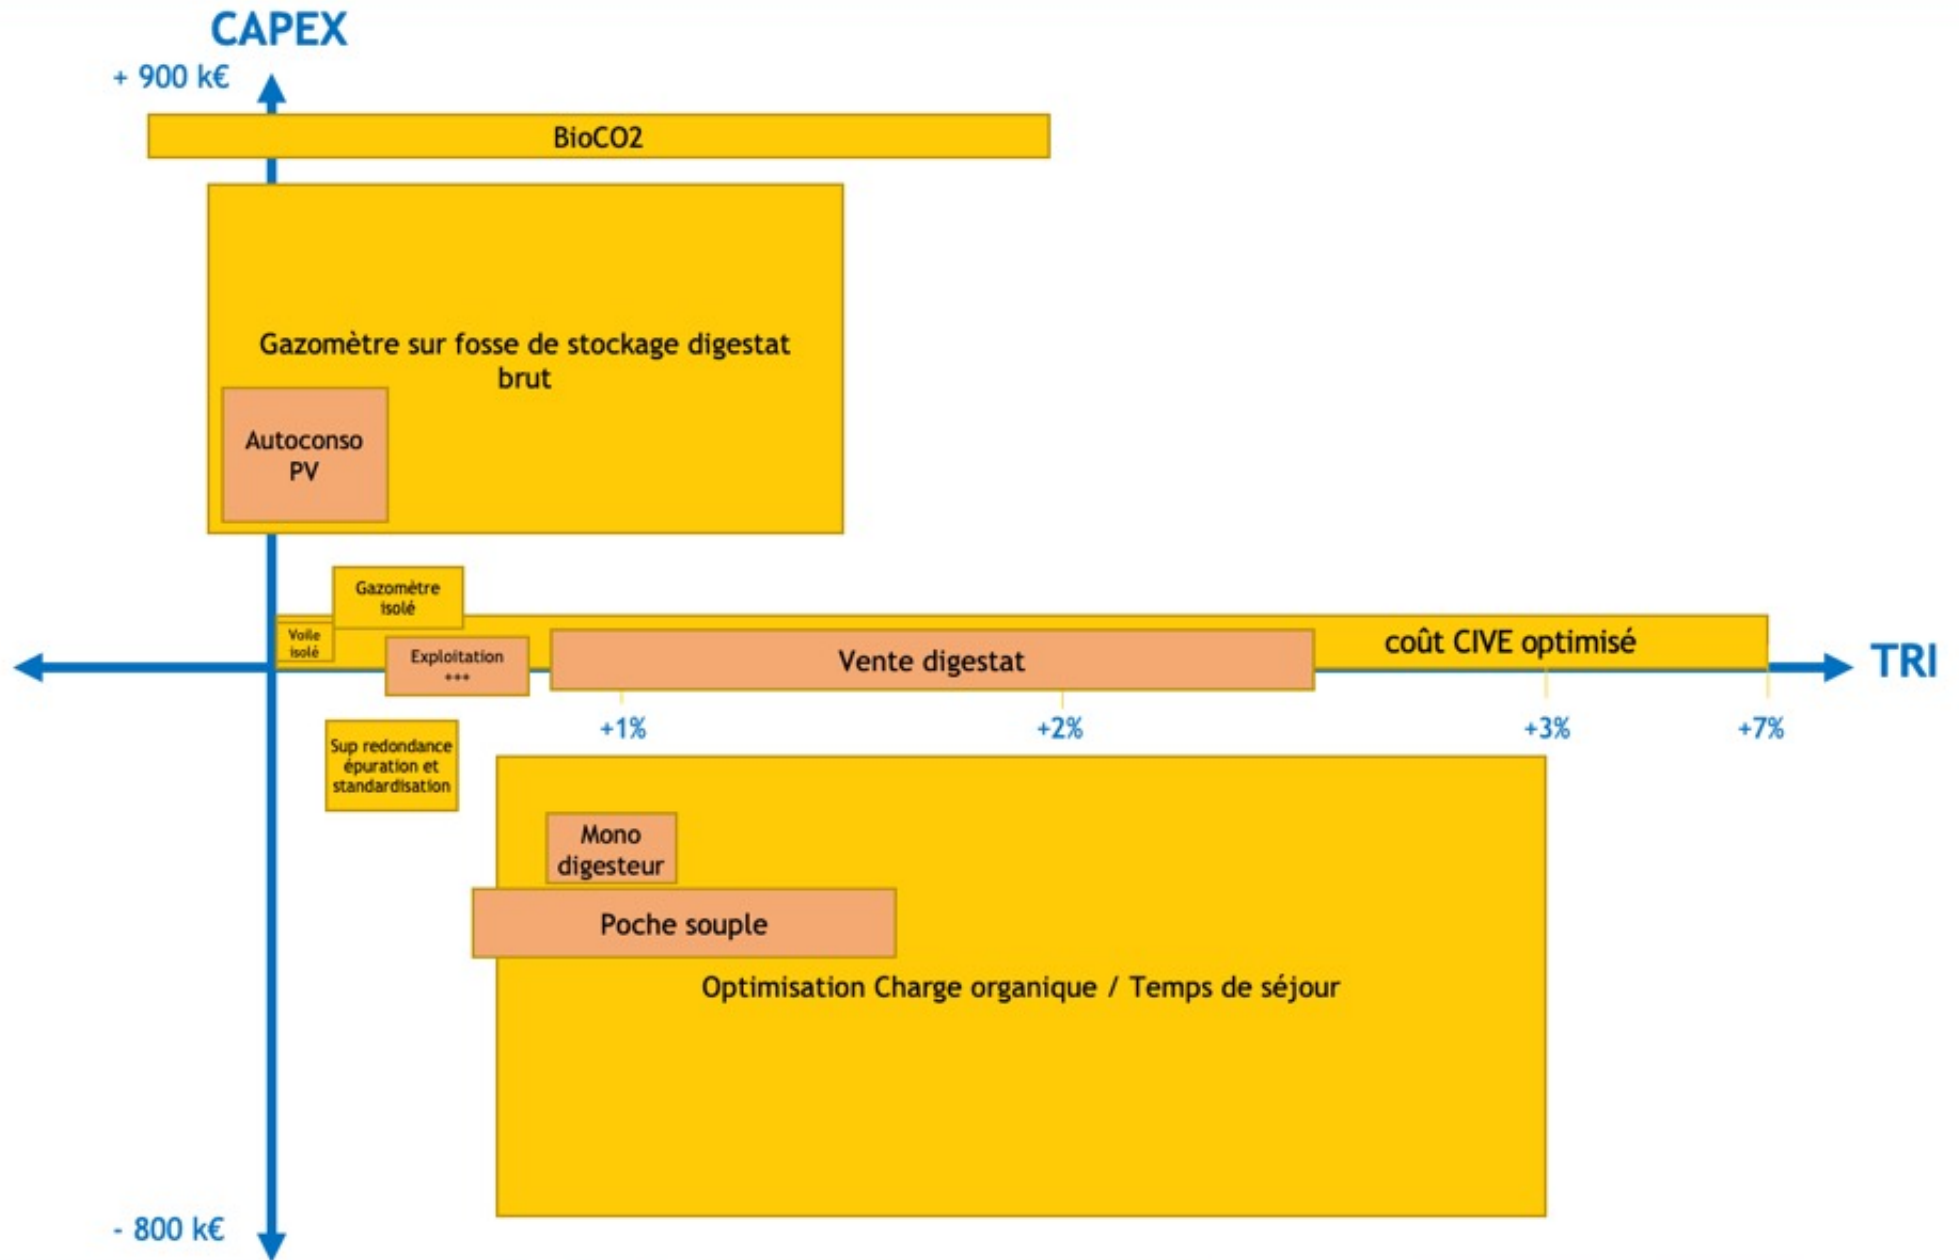 CAPEX
+ 900 k€
BioCO2
Gazomètre sur fosse de stockage digestat
brut
Autoconso
PV
Gazomètre
isolé
Voile
isolé
Exploitation
+++
Vente digestat
coût CIVE optimisé
TRI
+1%
+2%
+3%
+7%
Sup redondance
épuration et
standardisation
Mono
digesteur
Poche souple
Optimisation Charge organique / Temps de séjour
- 800 k€